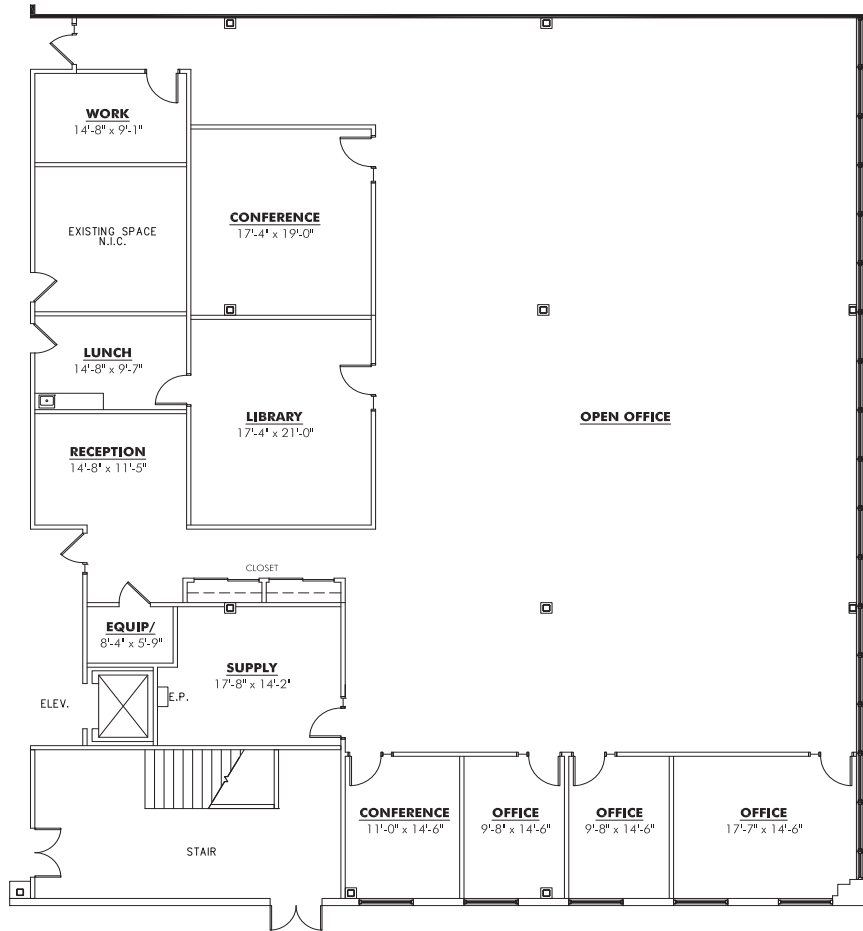 WORK
14'-8" x 9'-1"
EXISTING SPACE
N.I.C.
CONFERENCE
17'-4" x 19'-0"
LUNCH
14'-8" x 9'-7"
LIBRARY
17'-4" x 21'-0"
OPEN OFFICE
RECEPTION
14'-8" x 11'-5"
CLOSET
EQUIP/
8'-4" x 5'-9"
SUPPLY
17'-8" x 14'-2"
ELEV.
E.P.
CONFERENCE
11'-0" x 14'-6"
OFFICE
9'-8" x 14'-6"
OFFICE
9'-8" x 14'-6"
OFFICE
17'-7" x 14'-6"
STAIR